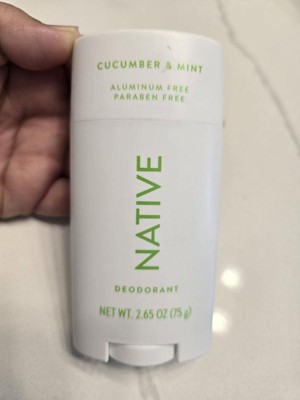 CUCUMBER & MINT
ALUMINUM FREE
PARABEN FREE
NATIVE
DEODORANT
NET WT. 2.65 OZ (75 g)